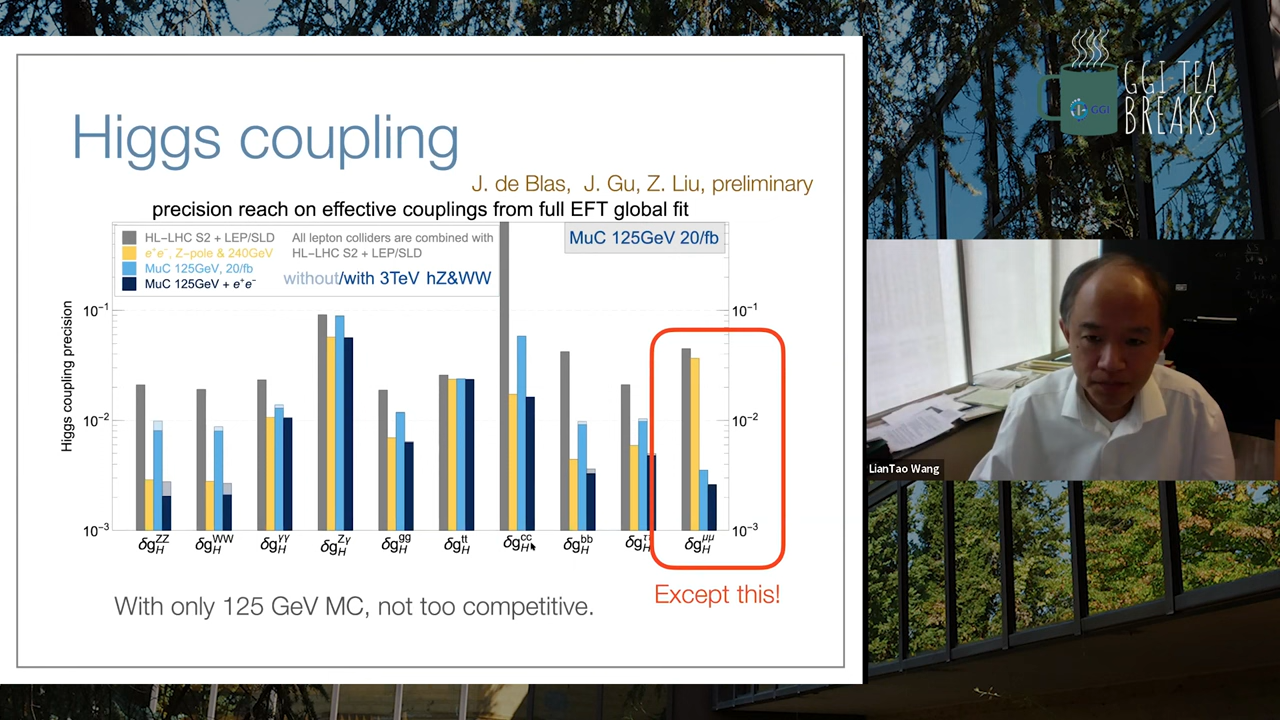 GGI TEA
BREAKS
GGI
Higgs coupling
J. de Blas, J. Gu, Z. Liu, preliminary
precision reach on effective couplings from full EFT global fit
HL-LHC S2 + LEP/SLD
e⁺e⁻, Z-pole & 240GeV
MuC 125GeV, 20/fb
MuC 125GeV + e⁺e⁻
All lepton colliders are combined with
HL-LHC S2 + LEP/SLD
without/with 3TeV hZ&WW
MuC 125GeV 20/fb
Higgs coupling precision
10⁻¹
10⁻²
10⁻³
10⁻¹
10⁻²
10⁻³
δg_H^ZZ δg_H^WW δg_H^γγ δg_H^Zγ δg_H^gg δg_H^tt δg_H^cc δg_H^bb δg_H^ττ δg_H^μμ
With only 125 GeV MC, not too competitive.
Except this!
LianTao Wang